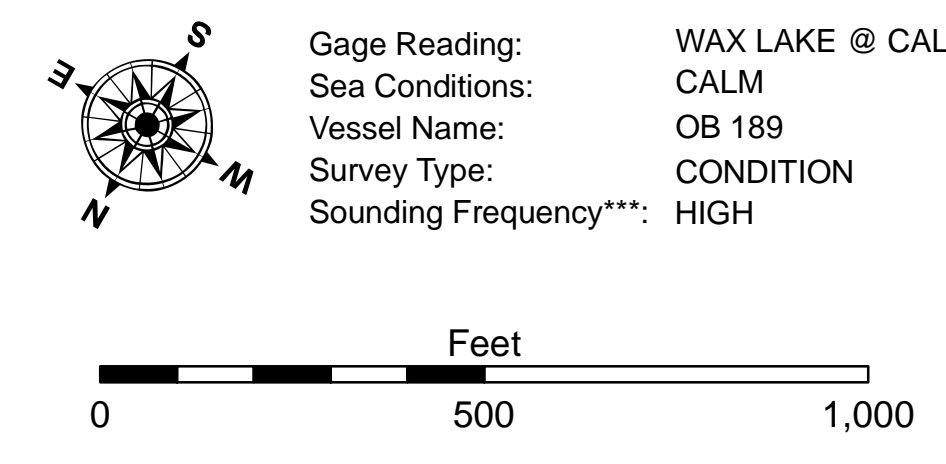 S
E
W
N
Gage Reading: WAX LAKE @ CAL
Sea Conditions: CALM
Vessel Name: OB 189
Survey Type: CONDITION
Sounding Frequency***: HIGH
Feet
0 500 1,000